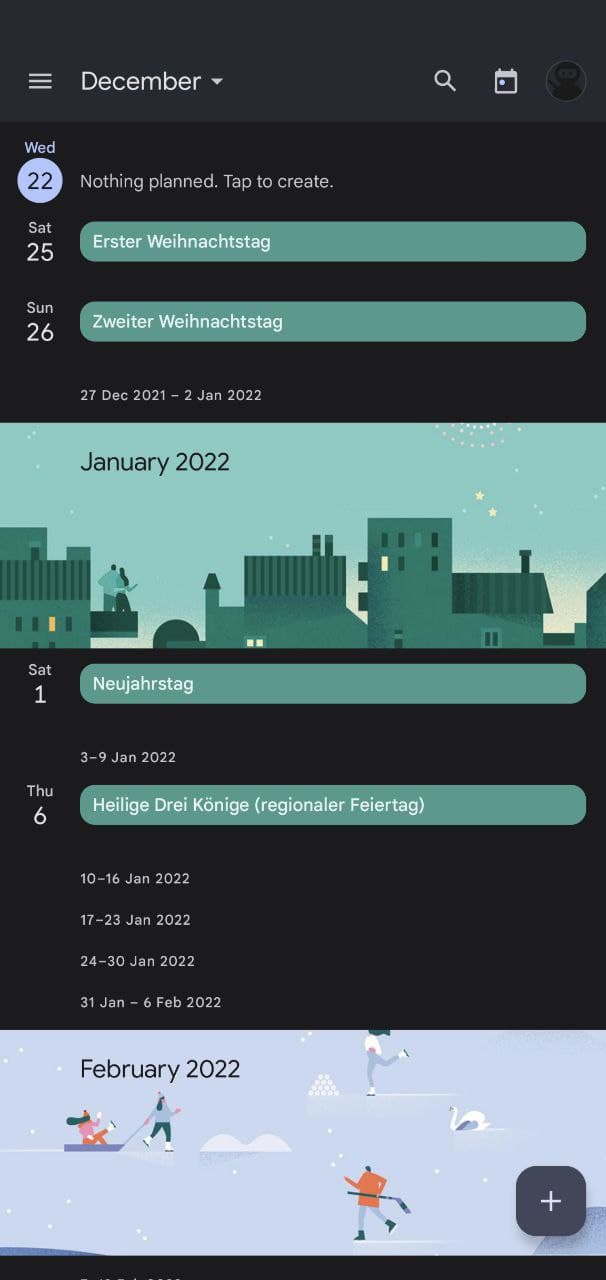 December
Wed
22
Nothing planned. Tap to create.
Sat
25
Erster Weihnachtstag
Sun
26
Zweiter Weihnachtstag
27 Dec 2021 – 2 Jan 2022
January 2022
Sat
1
Neujahrstag
3–9 Jan 2022
Thu
6
Heilige Drei Könige (regionaler Feiertag)
10–16 Jan 2022
17–23 Jan 2022
24–30 Jan 2022
31 Jan – 6 Feb 2022
February 2022